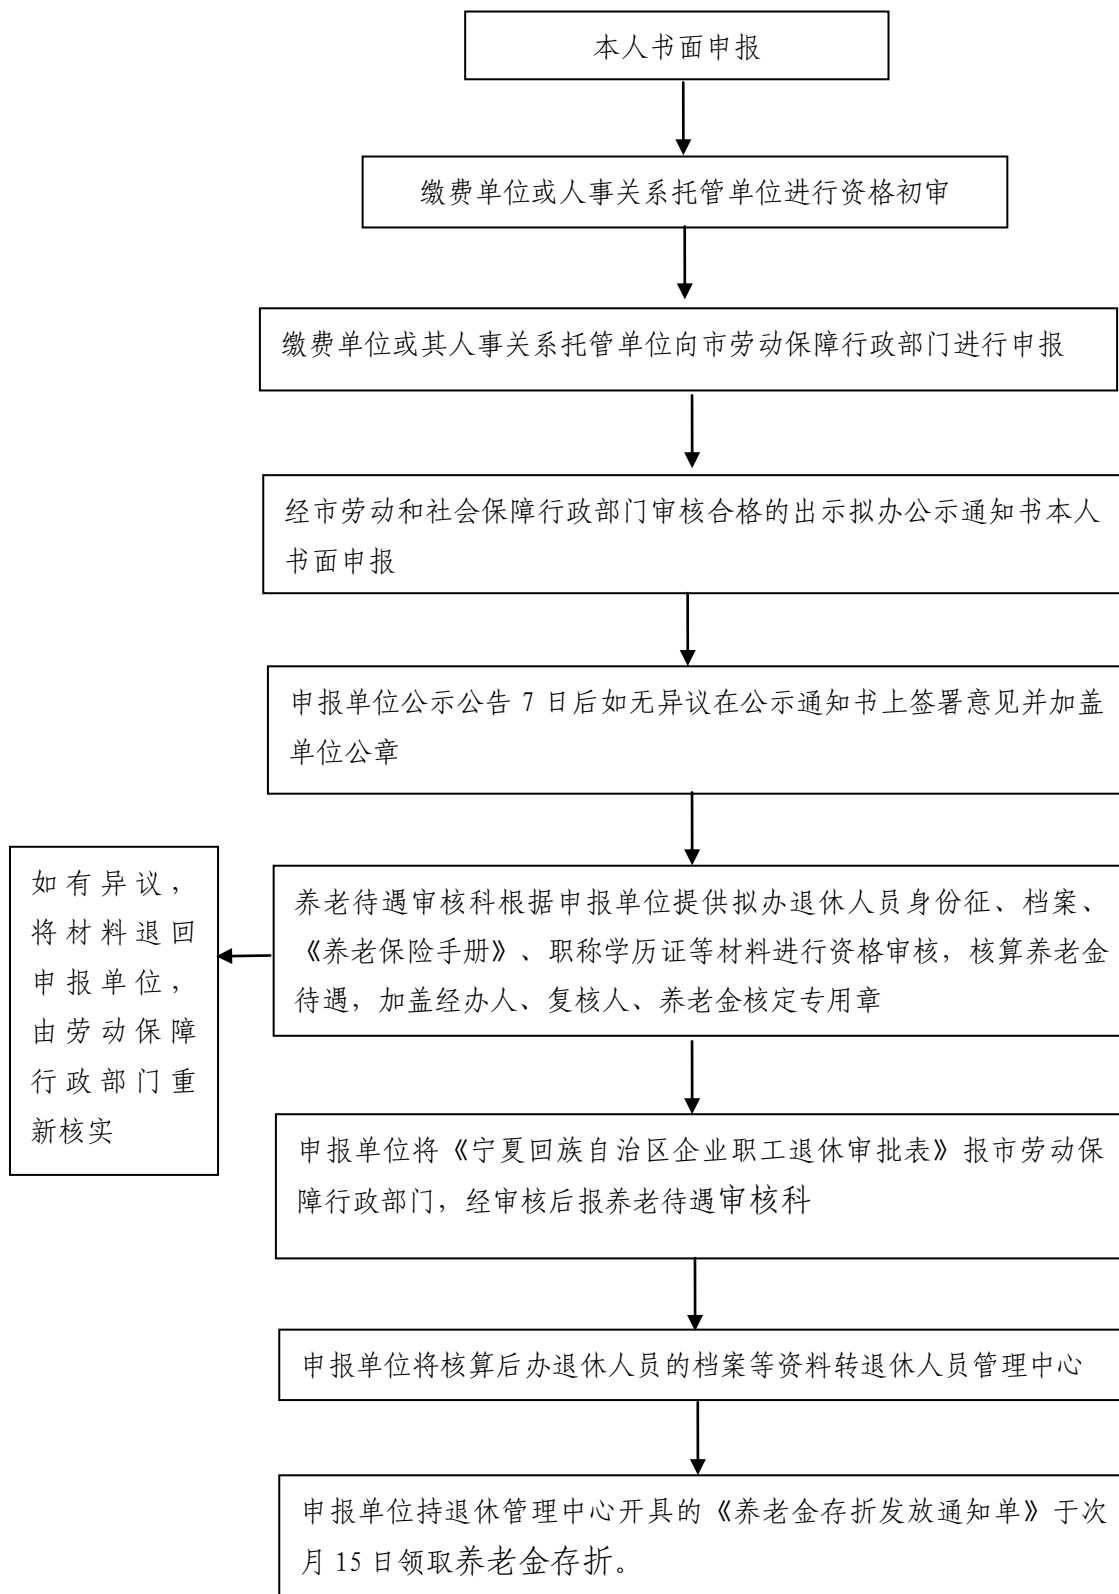 本人书面申报
缴费单位或人事关系托管单位进行资格初审
缴费单位或其人事关系托管单位向市劳动保障行政部门进行申报
经市劳动和社会保障行政部门审核合格的出示拟办公示通知书本人
书面申报
申报单位公示公告 7 日后如无异议在公示通知书上签署意见并加盖
单位公章
如有异议，
将材料退回
申报单位，
由劳动保障
行政部门重
新核实
养老待遇审核科根据申报单位提供拟办退休人员身份征、档案、
《养老保险手册》、职称学历证等材料进行资格审核，核算养老金
待遇，加盖经办人、复核人、养老金核定专用章
申报单位将《宁夏回族自治区企业职工退休审批表》报市劳动保
障行政部门，经审核后报养老待遇审核科
申报单位将核算后办退休人员的档案等资料转退休人员管理中心
申报单位持退休管理中心开具的《养老金存折发放通知单》于次
月 15 日领取养老金存折。